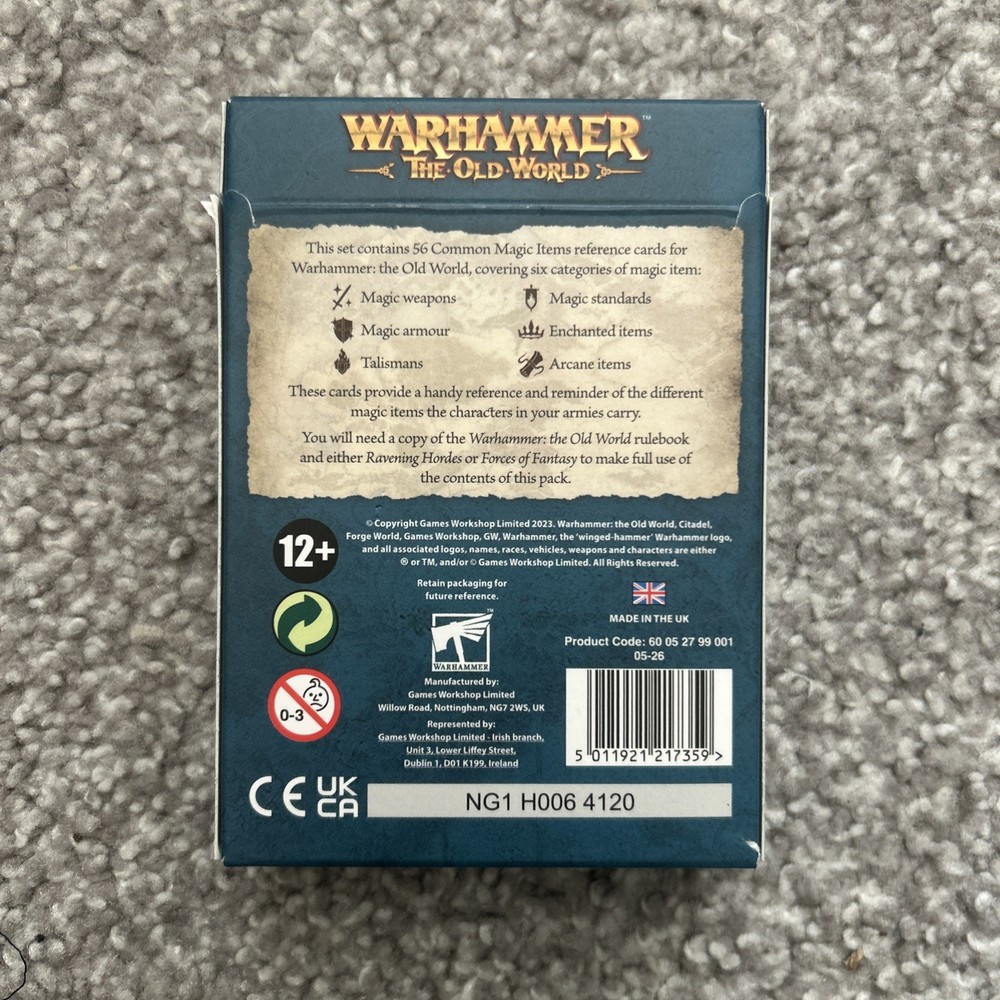 WARHAMMER™
THE·OLD·WORLD
This set contains 56 Common Magic Items reference cards for
Warhammer: the Old World, covering six categories of magic item:
Magic weapons
Magic standards
Magic armour
Enchanted items
Talismans
Arcane items
These cards provide a handy reference and reminder of the different
magic items the characters in your armies carry.
You will need a copy of the Warhammer: the Old World rulebook
and either Ravening Hordes or Forces of Fantasy to make full use of
the contents of this pack.
© Copyright Games Workshop Limited 2023. Warhammer: the Old World, Citadel,
Forge World, Games Workshop, GW, Warhammer, the 'winged-hammer' Warhammer logo,
and all associated logos, names, races, vehicles, weapons and characters are either
® or TM, and/or © Games Workshop Limited. All Rights Reserved.
12+
Retain packaging for
future reference.
WARHAMMER™
MADE IN THE UK
Product Code: 60 05 27 99 001
05-26
0-3
Manufactured by:
Games Workshop Limited
Willow Road, Nottingham, NG7 2WS, UK
Represented by:
Games Workshop Limited - Irish branch,
Unit 3, Lower Liffey Street,
Dublin 1, D01 K199, Ireland
5 011921 217359 >
CE UK
CA
NG1 H006 4120